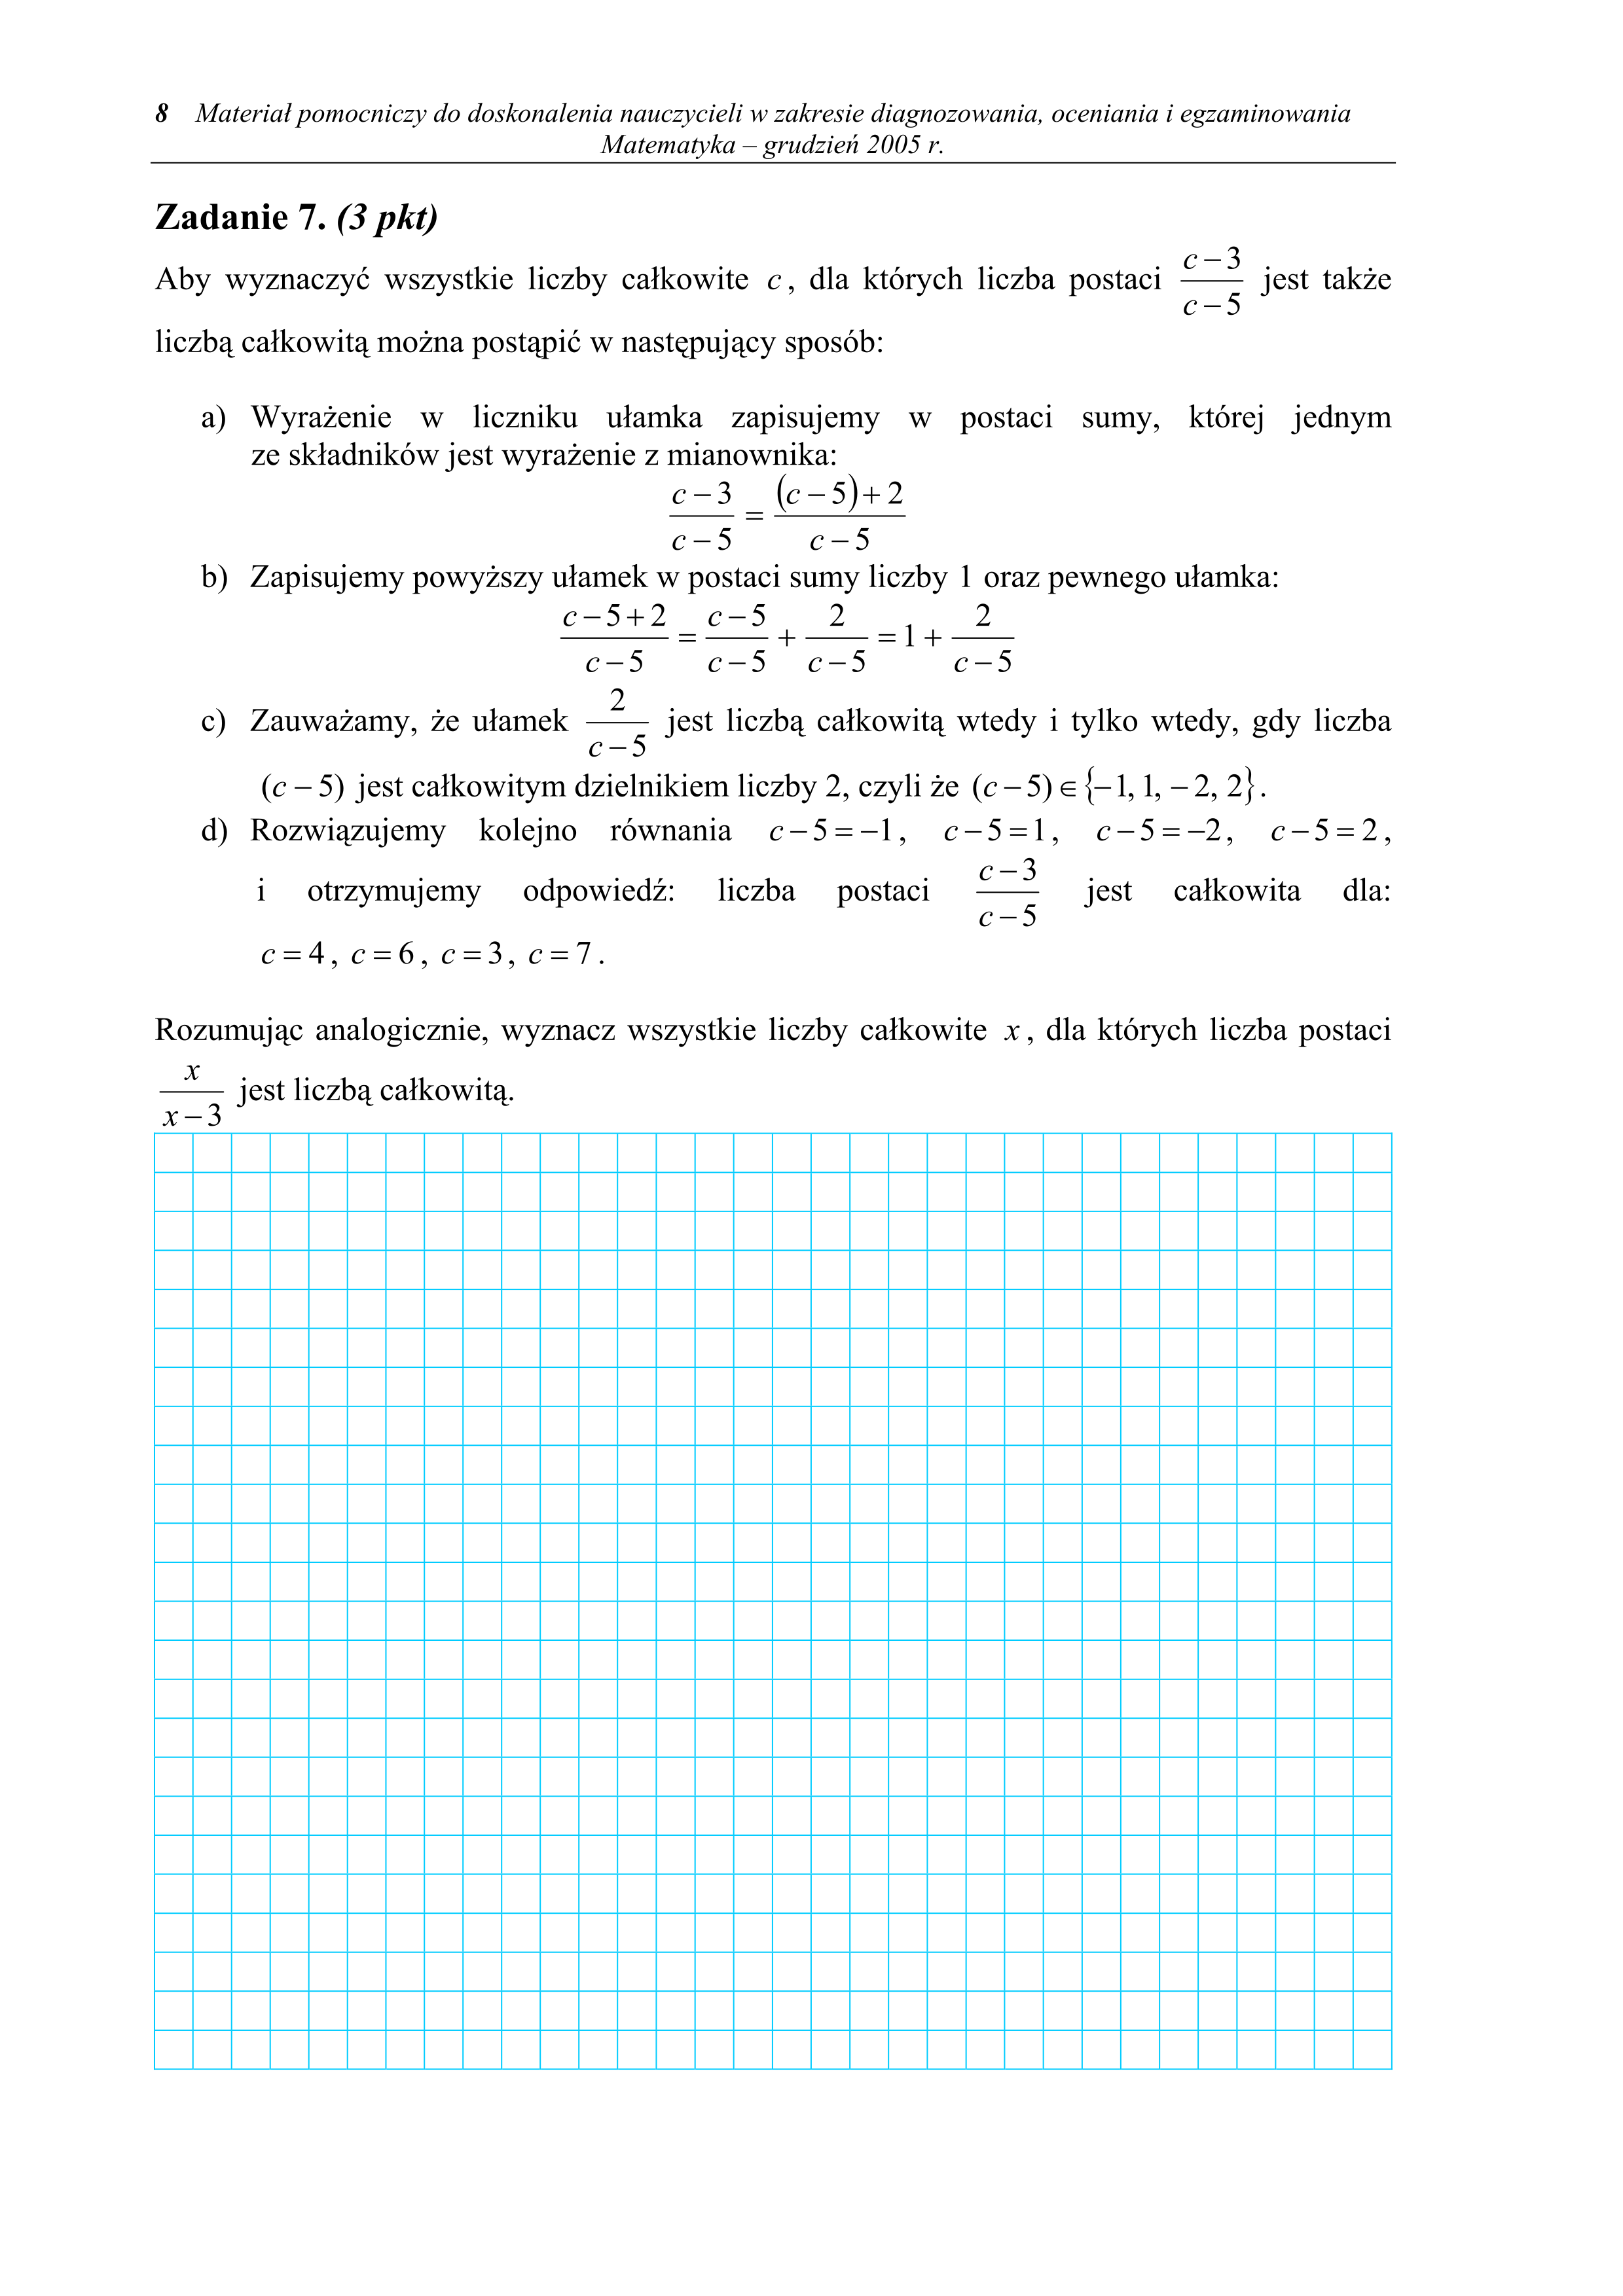 8 Materiał pomocniczy do doskonalenia nauczycieli w zakresie diagnozowania, oceniania i egzaminowania
Matematyka – grudzień 2005 r.
Zadanie 7. (3 pkt)
Aby wyznaczyć wszystkie liczby całkowite c, dla których liczba postaci \frac{c-3}{c-5} jest także
liczbą całkowitą można postąpić w następujący sposób:
a) Wyrażenie w liczniku ułamka zapisujemy w postaci sumy, której jednym
ze składników jest wyrażenie z mianownika:
\frac{c-3}{c-5} = \frac{(c-5)+2}{c-5}
b) Zapisujemy powyższy ułamek w postaci sumy liczby 1 oraz pewnego ułamka:
\frac{c-5+2}{c-5} = \frac{c-5}{c-5} + \frac{2}{c-5} = 1 + \frac{2}{c-5}
c) Zauważamy, że ułamek \frac{2}{c-5} jest liczbą całkowitą wtedy i tylko wtedy, gdy liczba
(c – 5) jest całkowitym dzielnikiem liczby 2, czyli że (c – 5) ∈ {–1, 1, – 2, 2}.
d) Rozwiązujemy kolejno równania c – 5 = –1, c – 5 = 1, c – 5 = –2, c – 5 = 2,
i otrzymujemy odpowiedź: liczba postaci \frac{c-3}{c-5} jest całkowita dla:
c = 4, c = 6, c = 3, c = 7.
Rozumując analogicznie, wyznacz wszystkie liczby całkowite x, dla których liczba postaci
\frac{x}{x-3} jest liczbą całkowitą.